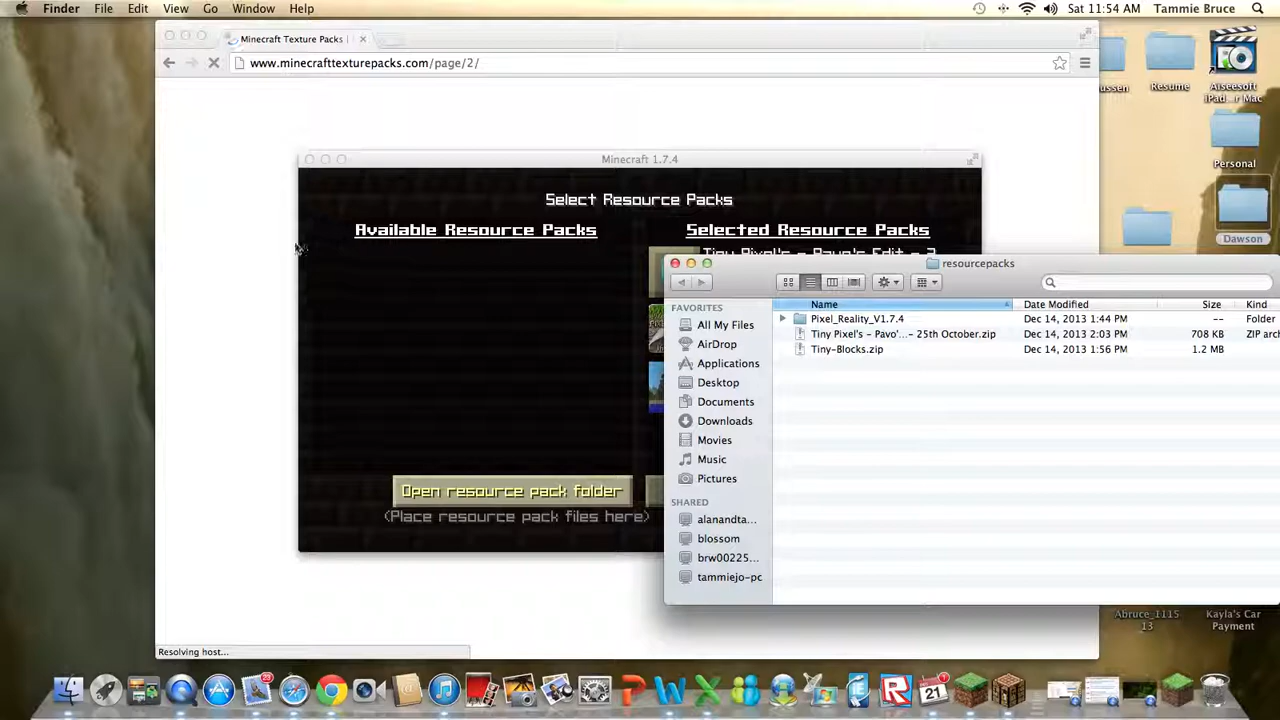 Finder File Edit View Go Window Help
Sat 11:54 AM Tammie Bruce
Minecraft Texture Packs |
www.minecrafttexturepacks.com/page/2/
Resume
Aiseesoft
iPad...r Mac
Personal
Dawson
Minecraft 1.7.4
Select Resource Packs
Available Resource Packs
Selected Resource Packs
Open resource pack folder
(Place resource pack files here)
resourcepacks
FAVORITES
All My Files
AirDrop
Applications
Desktop
Documents
Downloads
Movies
Music
Pictures
SHARED
alanandta...
blossom
brw00225...
tammiejo-pc
Name Date Modified Size Kind
Pixel_Reality_V1.7.4 Dec 14, 2013 1:44 PM -- Folder
Tiny Pixel's - Pavo'...- 25th October.zip Dec 14, 2013 2:03 PM 708 KB ZIP arc
Tiny-Blocks.zip Dec 14, 2013 1:56 PM 1.2 MB
Abruce_1115
13
Kayla's Car
Payment
Resolving host...
21